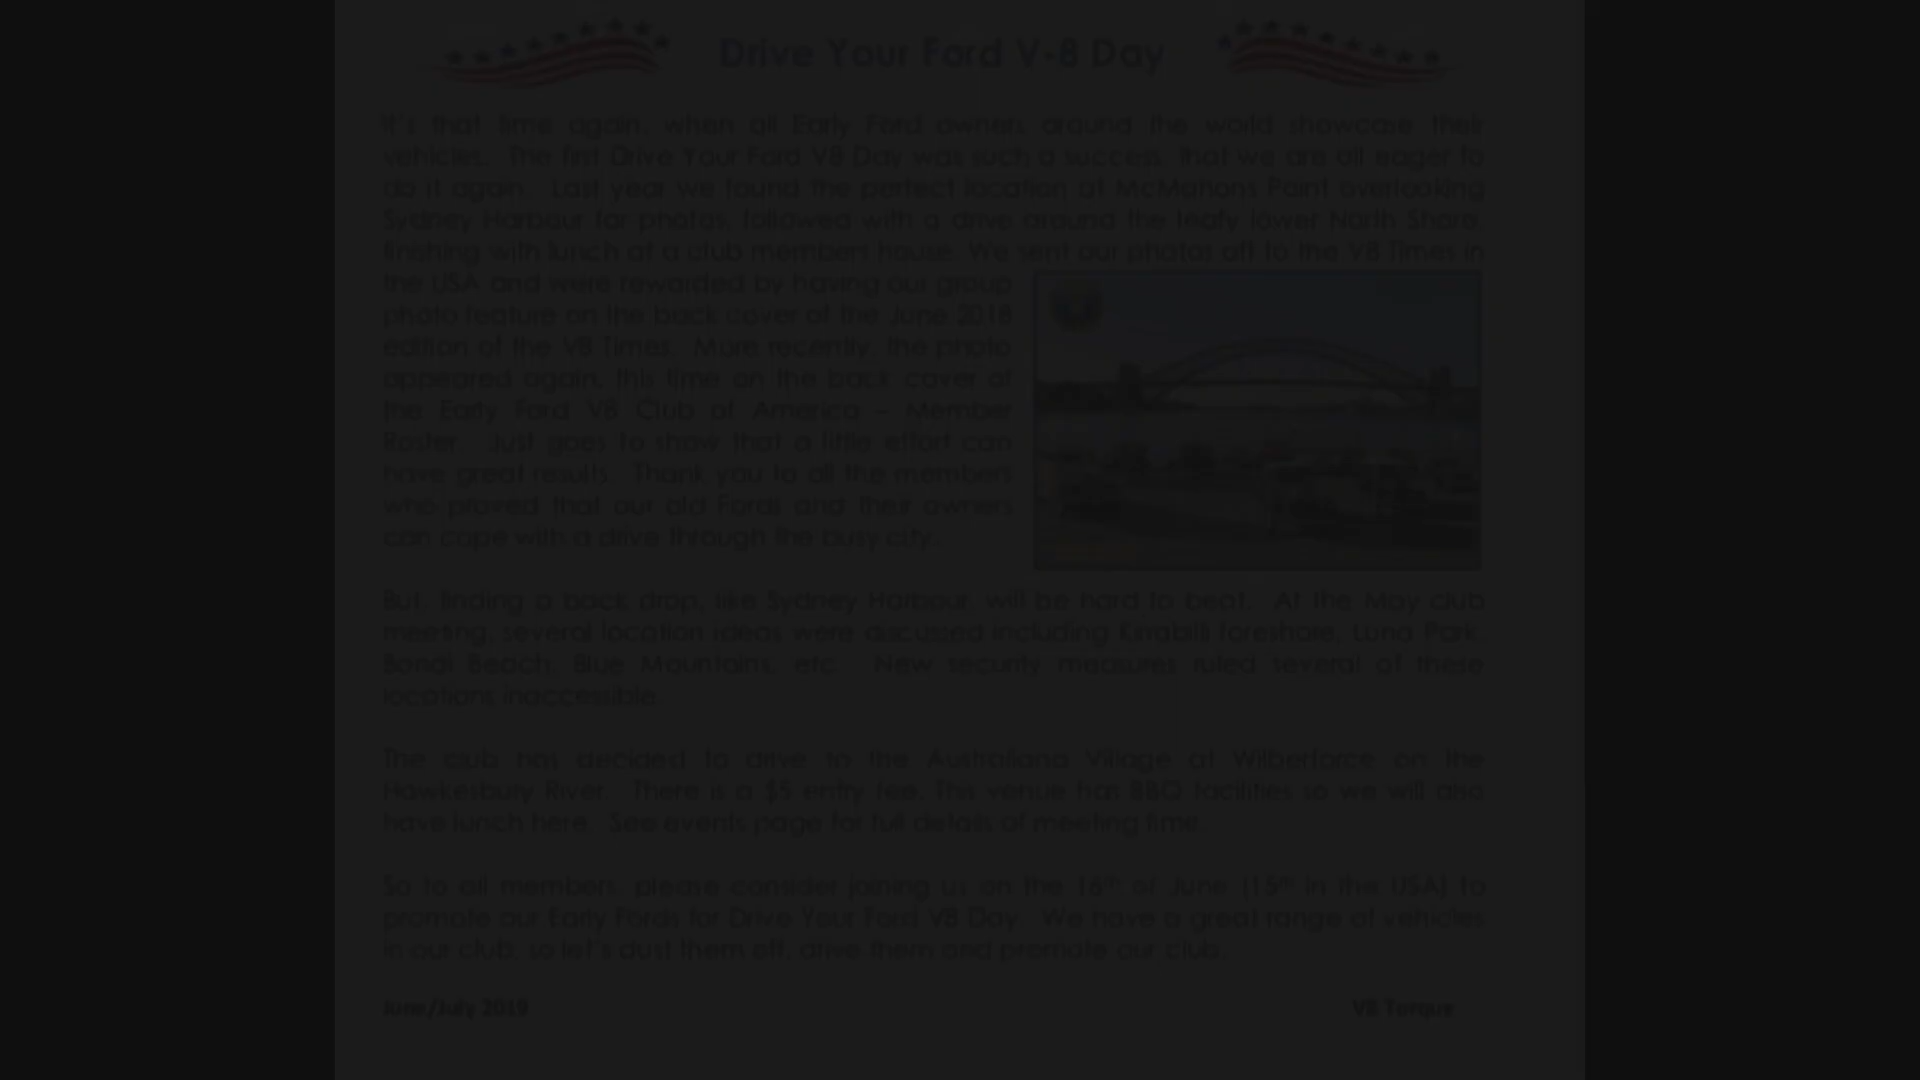 Drive Your Ford V-8 Day
It's that time again, when all Early Ford owners around the world showcase their
vehicles. The first Drive Your Ford V8 Day was such a success that we are all eager to
do it again. Last year we found the perfect location at McMahons Point overlooking
Sydney Harbour for photos, followed with a drive around the leafy lower North Shore,
finishing with lunch at a club members house. We sent our photos off to the V8 Times in
the USA and were rewarded by having our group
photo feature on the back cover of the June 2018
edition of the V8 Times. More recently, the photo
appeared again, this time on the back cover of
the Early Ford V8 Club of America – Member
Roster. Just goes to show that a little effort can
have great results. Thank you to all the members
who proved that our old Fords and their owners
can cope with a drive through the busy city.
But, finding a back drop, like Sydney Harbour, will be hard to beat. At the May club
meeting, several location ideas were discussed including Kirribilli foreshore, Luna Park,
Bondi Beach, Blue Mountains, etc. New security measures ruled several of these
locations inaccessible.
The club has decided to drive to the Australiana Village at Wilberforce on the
Hawkesbury River. There is a $5 entry fee. This venue has BBQ facilities so we will also
have lunch here. See events page for full details of meeting time.
So to all members, please consider joining us on the 16th of June (15th in the USA) to
promote our Early Fords for Drive Your Ford V8 Day. We have a great range of vehicles
in our club, so let's dust them off, drive them and promote our club.
June/July 2019 V8 Torque